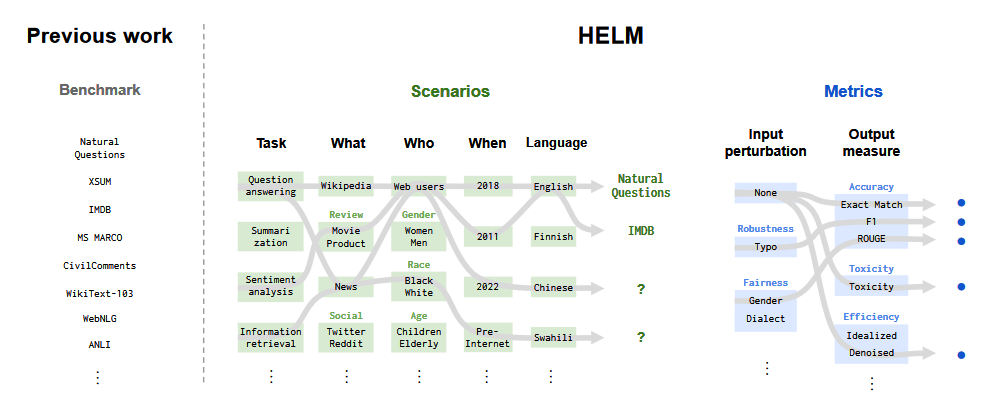 Previous work
HELM
Benchmark
Scenarios
Metrics
Natural
Questions
XSUM
IMDB
MS MARCO
CivilComments
WikiText-103
WebNLG
ANLI
⋮
Task
What
Who
When
Language
Question
answering
Wikipedia
Web users
2018
English
Natural
Questions
Summari
zation
Review
Movie
Product
Gender
Women
Men
2011
Finnish
IMDB
Sentiment
analysis
News
Race
Black
White
2022
Chinese
?
Information
retrieval
Social
Twitter
Reddit
Age
Children
Elderly
Pre-
Internet
Swahili
?
⋮ ⋮ ⋮ ⋮ ⋮
Input
perturbation
None
Robustness
Typo
Fairness
Gender
Dialect
⋮
Output
measure
Accuracy
Exact Match
F1
ROUGE
Toxicity
Toxicity
Efficiency
Idealized
Denoised
⋮